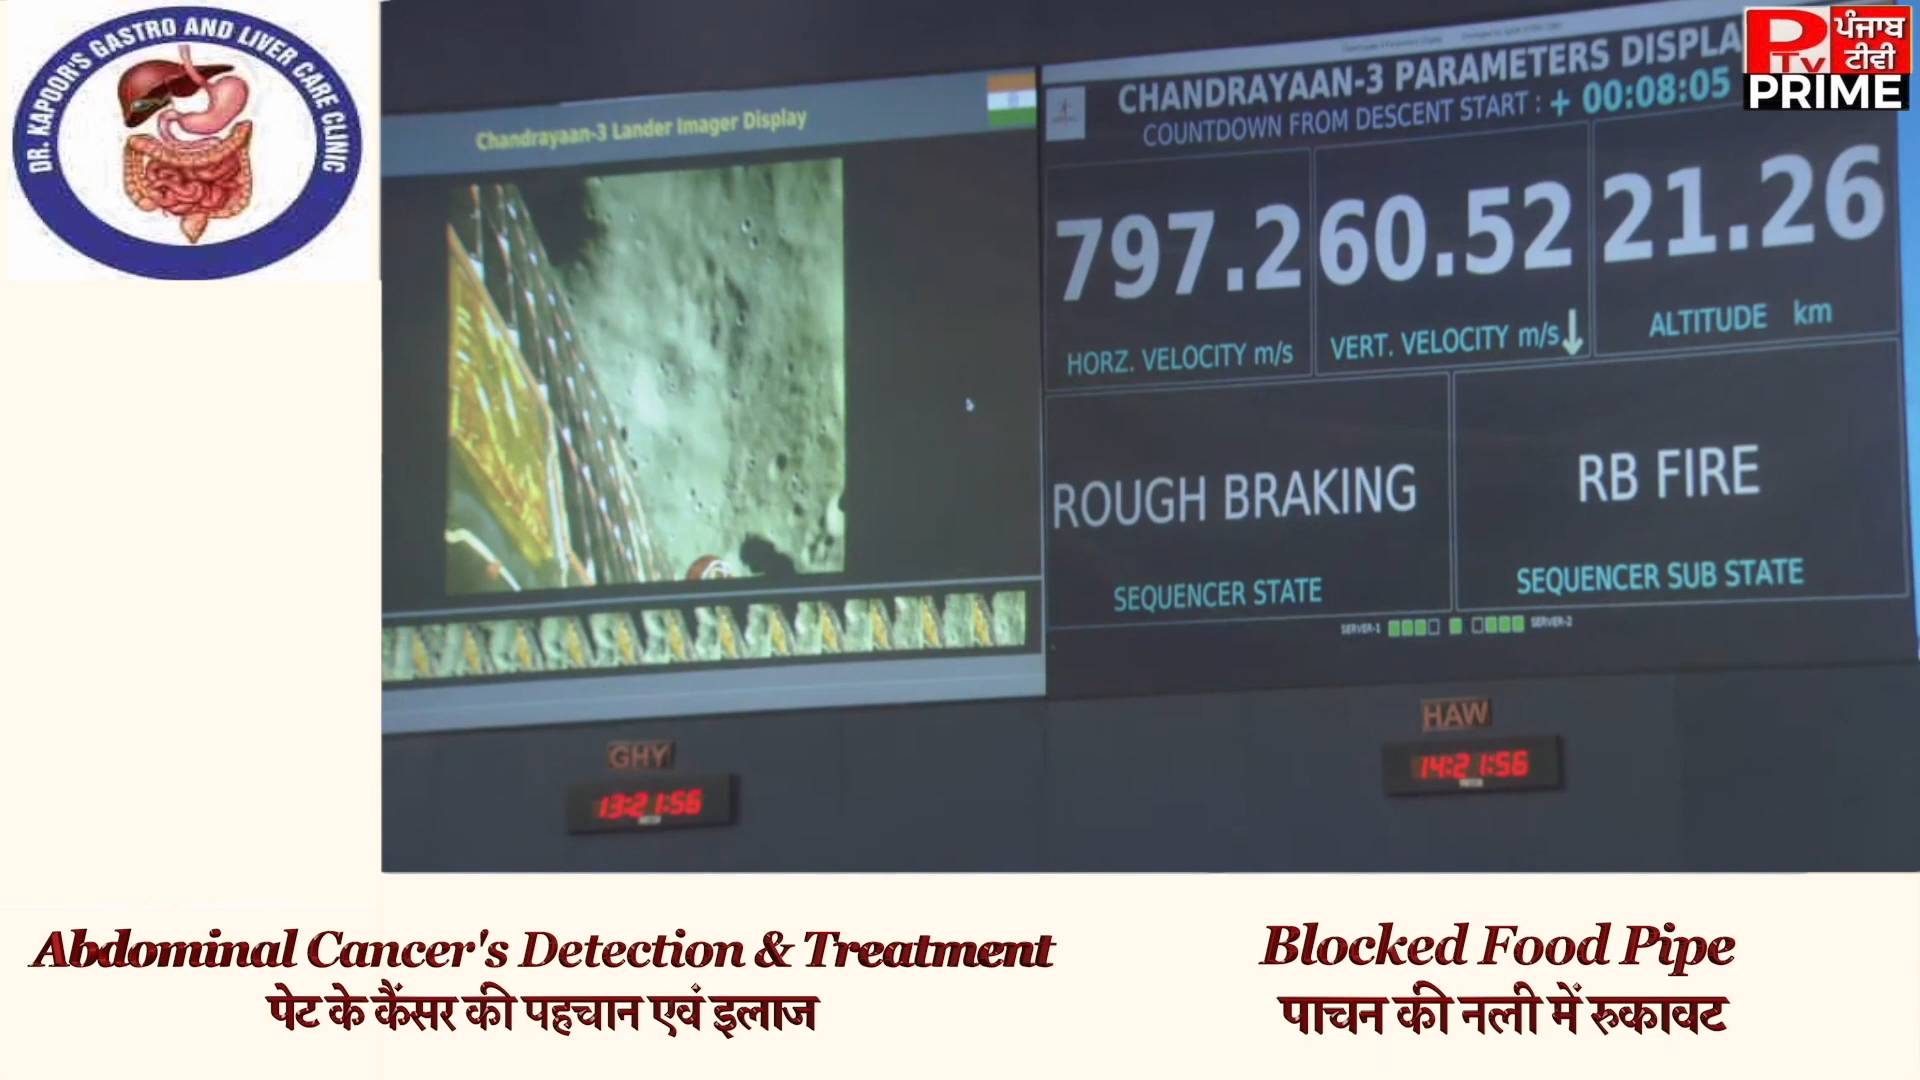 DR. KAPOOR'S GASTRO AND LIVER CARE CLINIC
Chandrayaan-3 Lander Imager Display
CHANDRAYAAN-3 PARAMETERS DISPLA
COUNTDOWN FROM DESCENT START : + 00:08:05
PTv ਪੰਜਾਬ ਟੀਵੀ
PRIME
797.2 60.52 21.26
HORZ. VELOCITY m/s VERT. VELOCITY m/s ALTITUDE km
ROUGH BRAKING RB FIRE
SEQUENCER STATE SEQUENCER SUB STATE
SERVER-1 SERVER-2
GHY
13:21:56
HAW
14:21:56
Abdominal Cancer's Detection & Treatment
पेट के कैंसर की पहचान एवं इलाज
Blocked Food Pipe
पाचन की नली में रुकावट